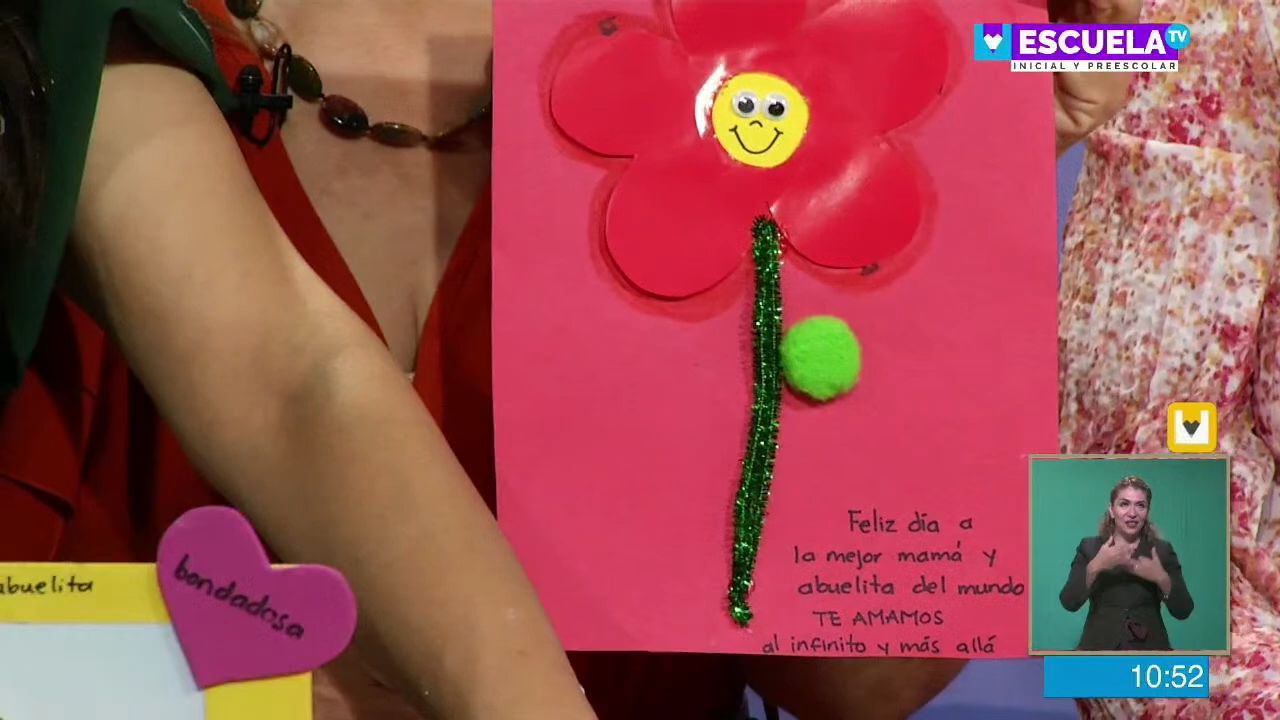 ESCUELA TV
INICIAL Y PREESCOLAR
Feliz día a
la mejor mamá y
abuelita del mundo
TE AMAMOS
al infinito y más allá
abuelita
bondadosa
10:52